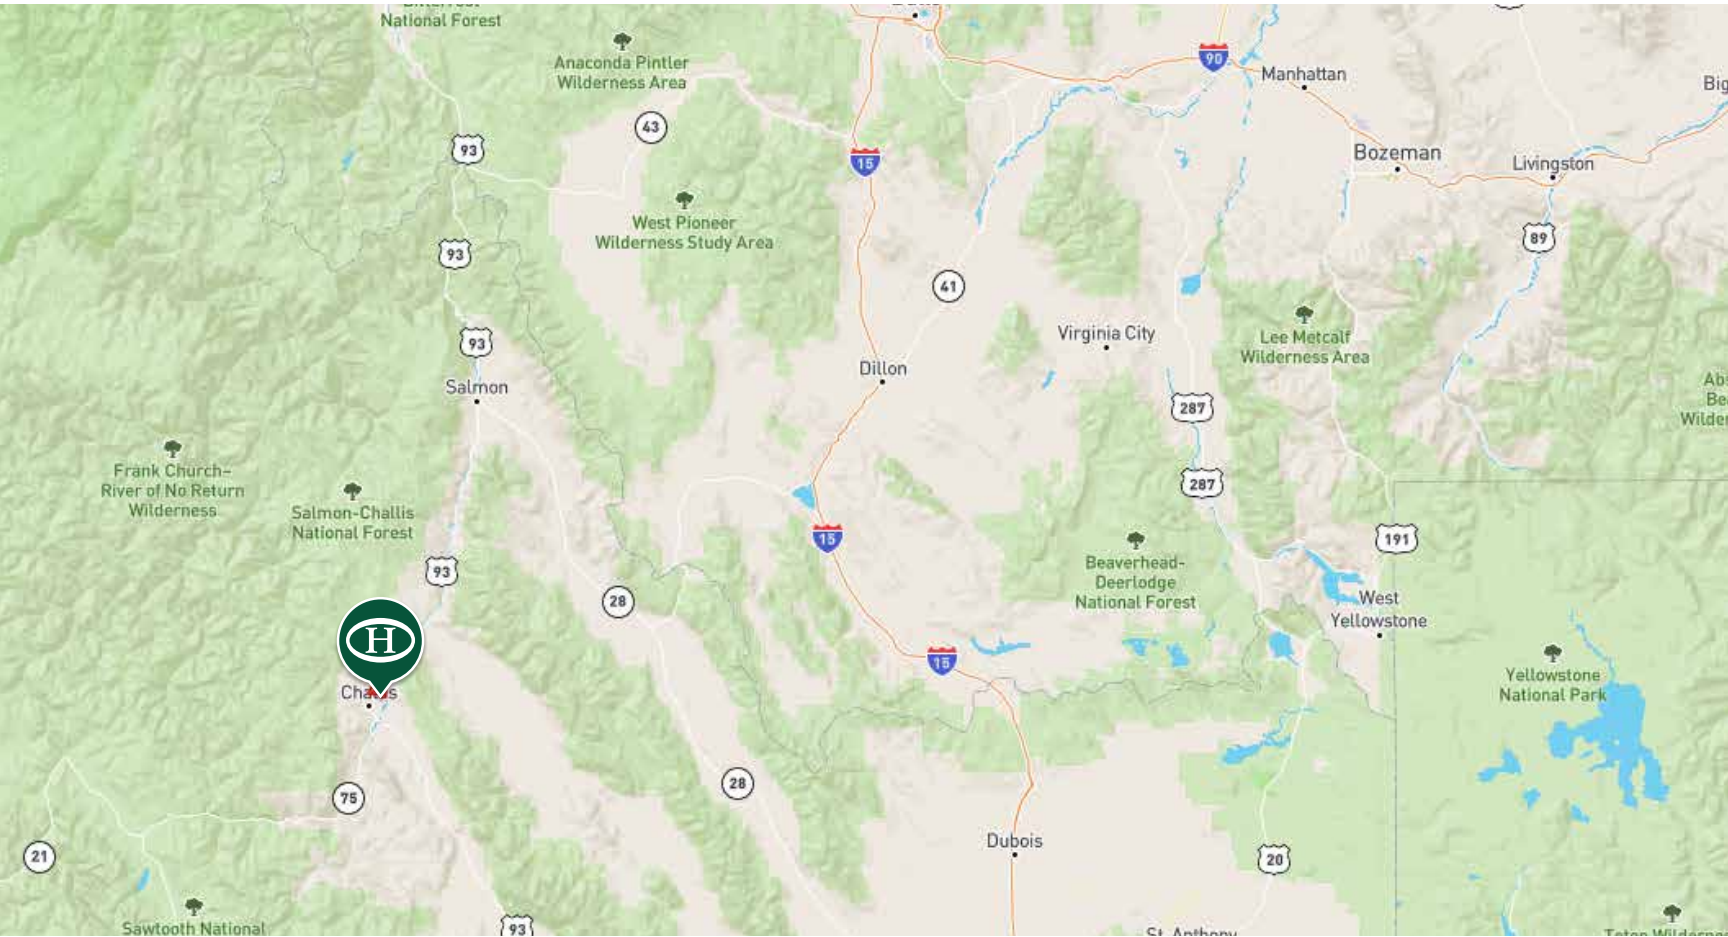 National Forest
Anaconda Pintler
Wilderness Area
90
Manhattan
Big
43
93
15
Bozeman
Livingston
West Pioneer
Wilderness Study Area
93
89
41
Virginia City
Lee Metcalf
Wilderness Area
93
Salmon
Dillon
287
Frank Church–
River of No Return
Wilderness
Salmon-Challis
National Forest
287
15
191
93
Beaverhead-
Deerlodge
National Forest
28
West
Yellowstone
H
15
Yellowstone
National Park
75
28
Dubois
21
20
Sawtooth National
93
St. Anthony